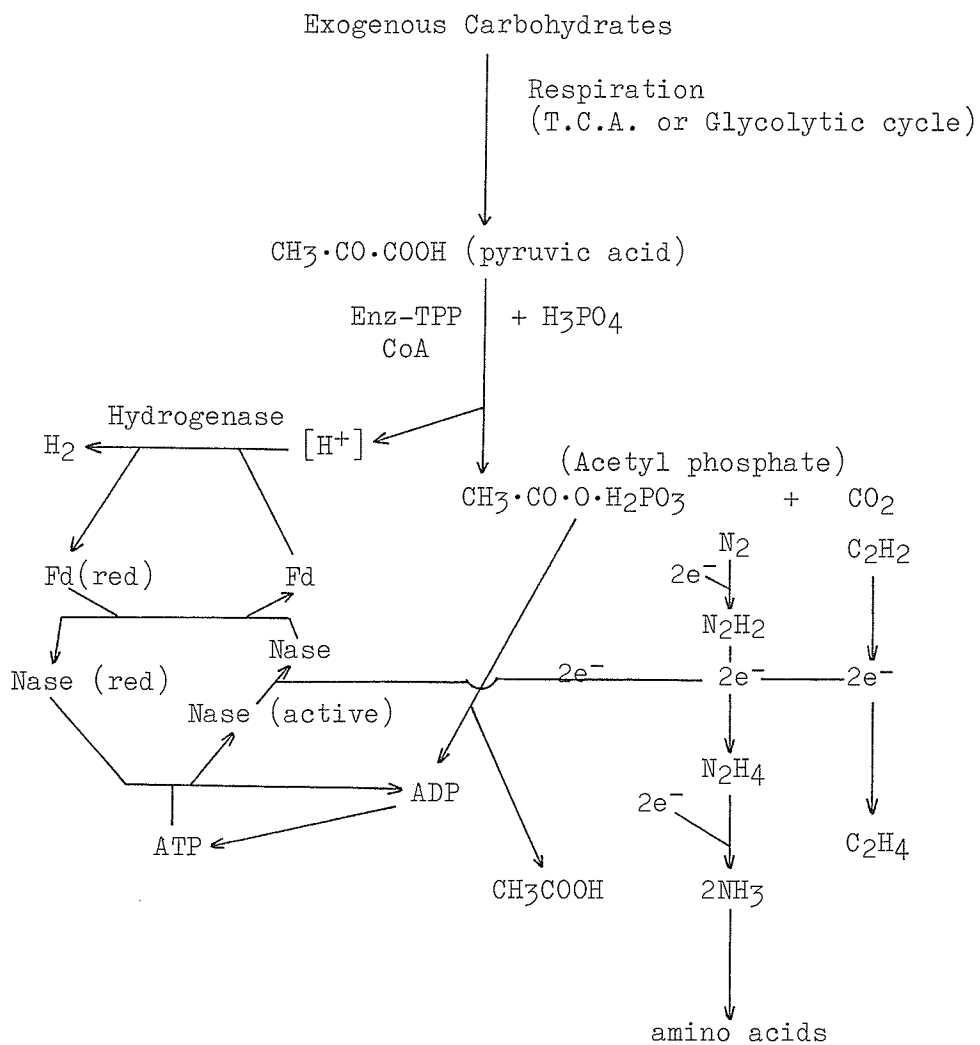 Exogenous Carbohydrates
Respiration
(T.C.A. or Glycolytic cycle)
CH3·CO·COOH (pyruvic acid)
Enz-TPP + H3PO4
CoA
Hydrogenase
H2 [H+]
(Acetyl phosphate)
CH3·CO·O·H2PO3 + CO2
N2 C2H2
2e-
Fd(red) Fd
N2H2
Nase
Nase (red) 2e- 2e- 2e-
Nase (active)
N2H4
ADP 2e-
ATP C2H4
CH3COOH 2NH3
amino acids